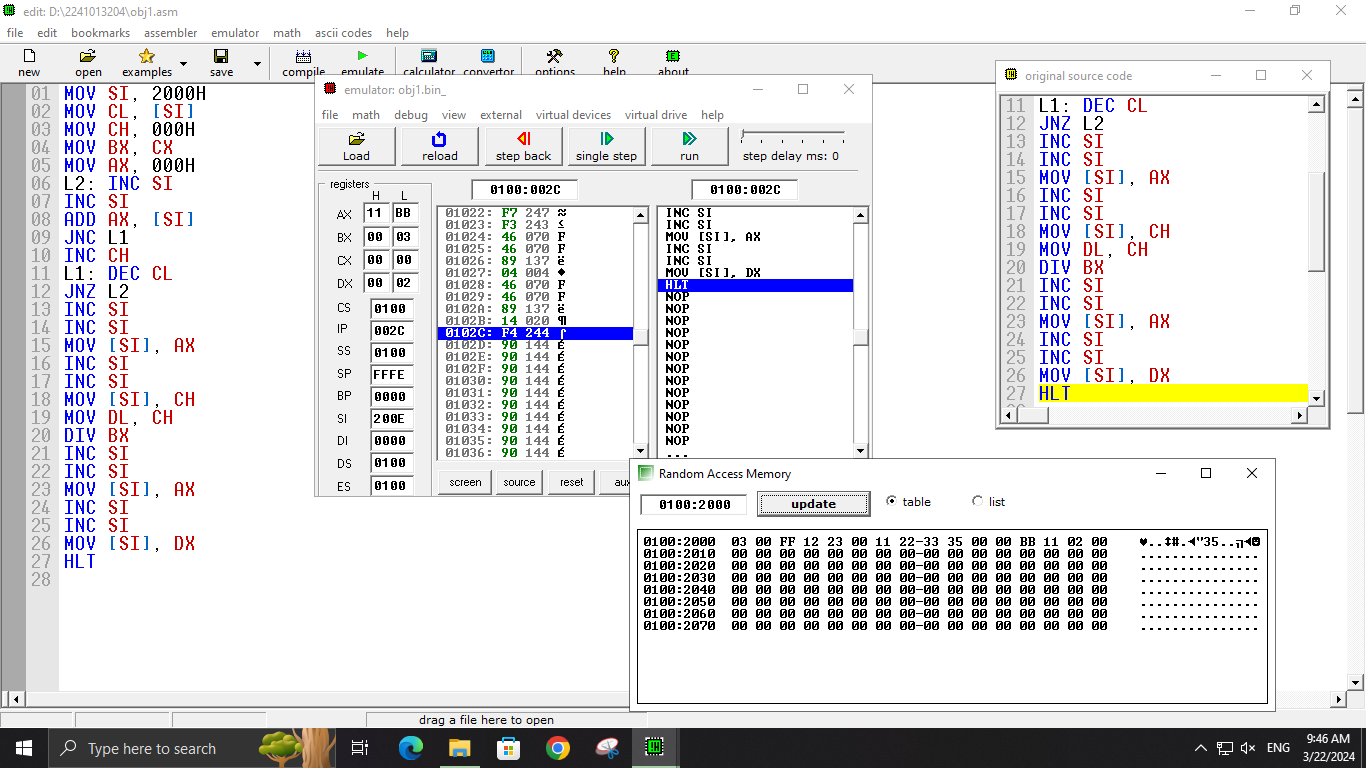 edit: D:\2241013204\obj1.asm
file edit bookmarks assembler emulator math ascii codes help
new open examples save compile emulate calculator convertor options help about
01 MOV SI, 2000H
02 MOV CL, [SI]
03 MOV CH, 000H
04 MOV BX, CX
05 MOV AX, 000H
06 L2: INC SI
07 INC SI
08 ADD AX, [SI]
09 JNC L1
10 INC CH
11 L1: DEC CL
12 JNZ L2
13 INC SI
14 INC SI
15 MOV [SI], AX
16 INC SI
17 INC SI
18 MOV [SI], CH
19 MOV DL, CH
20 DIV BX
21 INC SI
22 INC SI
23 MOV [SI], AX
24 INC SI
25 INC SI
26 MOV [SI], DX
27 HLT
28
emulator: obj1.bin_
file math debug view external virtual devices virtual drive help
Load reload step back single step run step delay ms: 0
registers
H L
AX 11 BB
BX 00 03
CX 00 00
DX 00 02
CS 0100
IP 002C
SS 0100
SP FFFE
BP 0000
SI 200E
DI 0000
DS 0100
ES 0100
0100:002C
01022: F7 247 ≈
01023: F3 243 ≤
01024: 46 070 F
01025: 46 070 F
01026: 89 137 ë
01027: 04 004 ♦
01028: 46 070 F
01029: 46 070 F
0102A: 89 137 ë
0102B: 14 020 ¶
0102C: F4 244 ⌠
0102D: 90 144 É
0102E: 90 144 É
0102F: 90 144 É
01030: 90 144 É
01031: 90 144 É
01032: 90 144 É
01033: 90 144 É
01034: 90 144 É
01035: 90 144 É
01036: 90 144 É
0100:002C
INC SI
INC SI
MOV [SI], AX
INC SI
INC SI
MOV [SI], DX
HLT
NOP
NOP
NOP
NOP
NOP
NOP
NOP
NOP
NOP
NOP
NOP
NOP
NOP
...
screen source reset aux
original source code
11 L1: DEC CL
12 JNZ L2
13 INC SI
14 INC SI
15 MOV [SI], AX
16 INC SI
17 INC SI
18 MOV [SI], CH
19 MOV DL, CH
20 DIV BX
21 INC SI
22 INC SI
23 MOV [SI], AX
24 INC SI
25 INC SI
26 MOV [SI], DX
27 HLT
Random Access Memory
0100:2000 update table list
0100:2000 03 00 FF 12 23 00 11 22-33 35 00 00 BB 11 02 00 ♥..‡#.◄"35..╗◄☻
0100:2010 00 00 00 00 00 00 00 00-00 00 00 00 00 00 00 00 ................
0100:2020 00 00 00 00 00 00 00 00-00 00 00 00 00 00 00 00 ................
0100:2030 00 00 00 00 00 00 00 00-00 00 00 00 00 00 00 00 ................
0100:2040 00 00 00 00 00 00 00 00-00 00 00 00 00 00 00 00 ................
0100:2050 00 00 00 00 00 00 00 00-00 00 00 00 00 00 00 00 ................
0100:2060 00 00 00 00 00 00 00 00-00 00 00 00 00 00 00 00 ................
0100:2070 00 00 00 00 00 00 00 00-00 00 00 00 00 00 00 00 ................
drag a file here to open
Type here to search
ENG
9:46 AM
3/22/2024